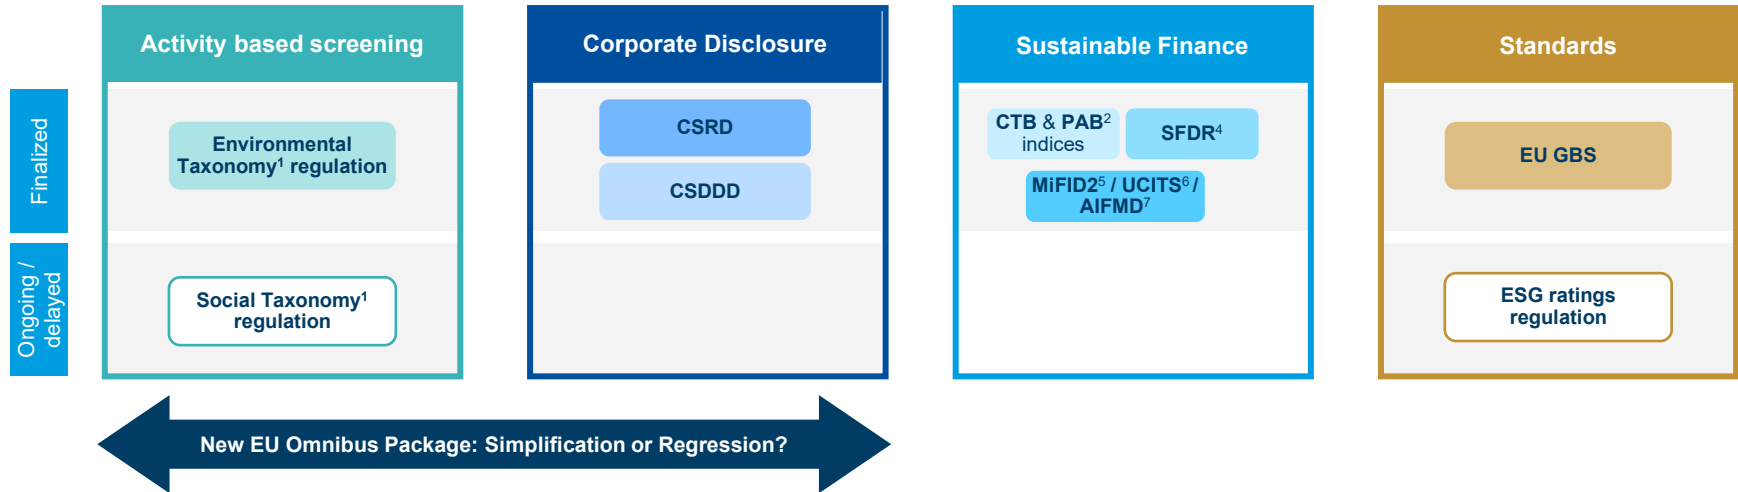 Activity based screening
Corporate Disclosure
Sustainable Finance
Standards
Finalized
Environmental
Taxonomy¹ regulation
CSRD
CSDDD
CTB & PAB²
indices
SFDR⁴
MiFID2⁵ / UCITS⁶ /
AIFMD⁷
EU GBS
Ongoing /
delayed
Social Taxonomy¹
regulation
ESG ratings
regulation
New EU Omnibus Package: Simplification or Regression?